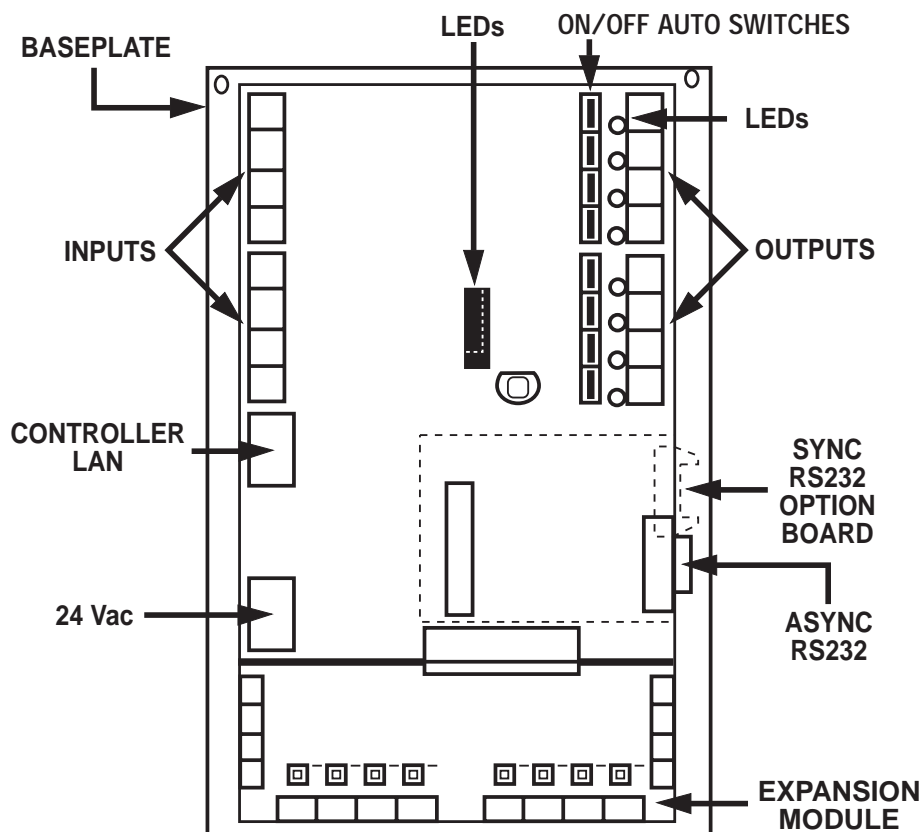 LEDs
ON/OFF AUTO SWITCHES
BASEPLATE
LEDs
INPUTS
OUTPUTS
CONTROLLER
LAN
SYNC
RS232
OPTION
BOARD
24 Vac
ASYNC
RS232
EXPANSION
MODULE